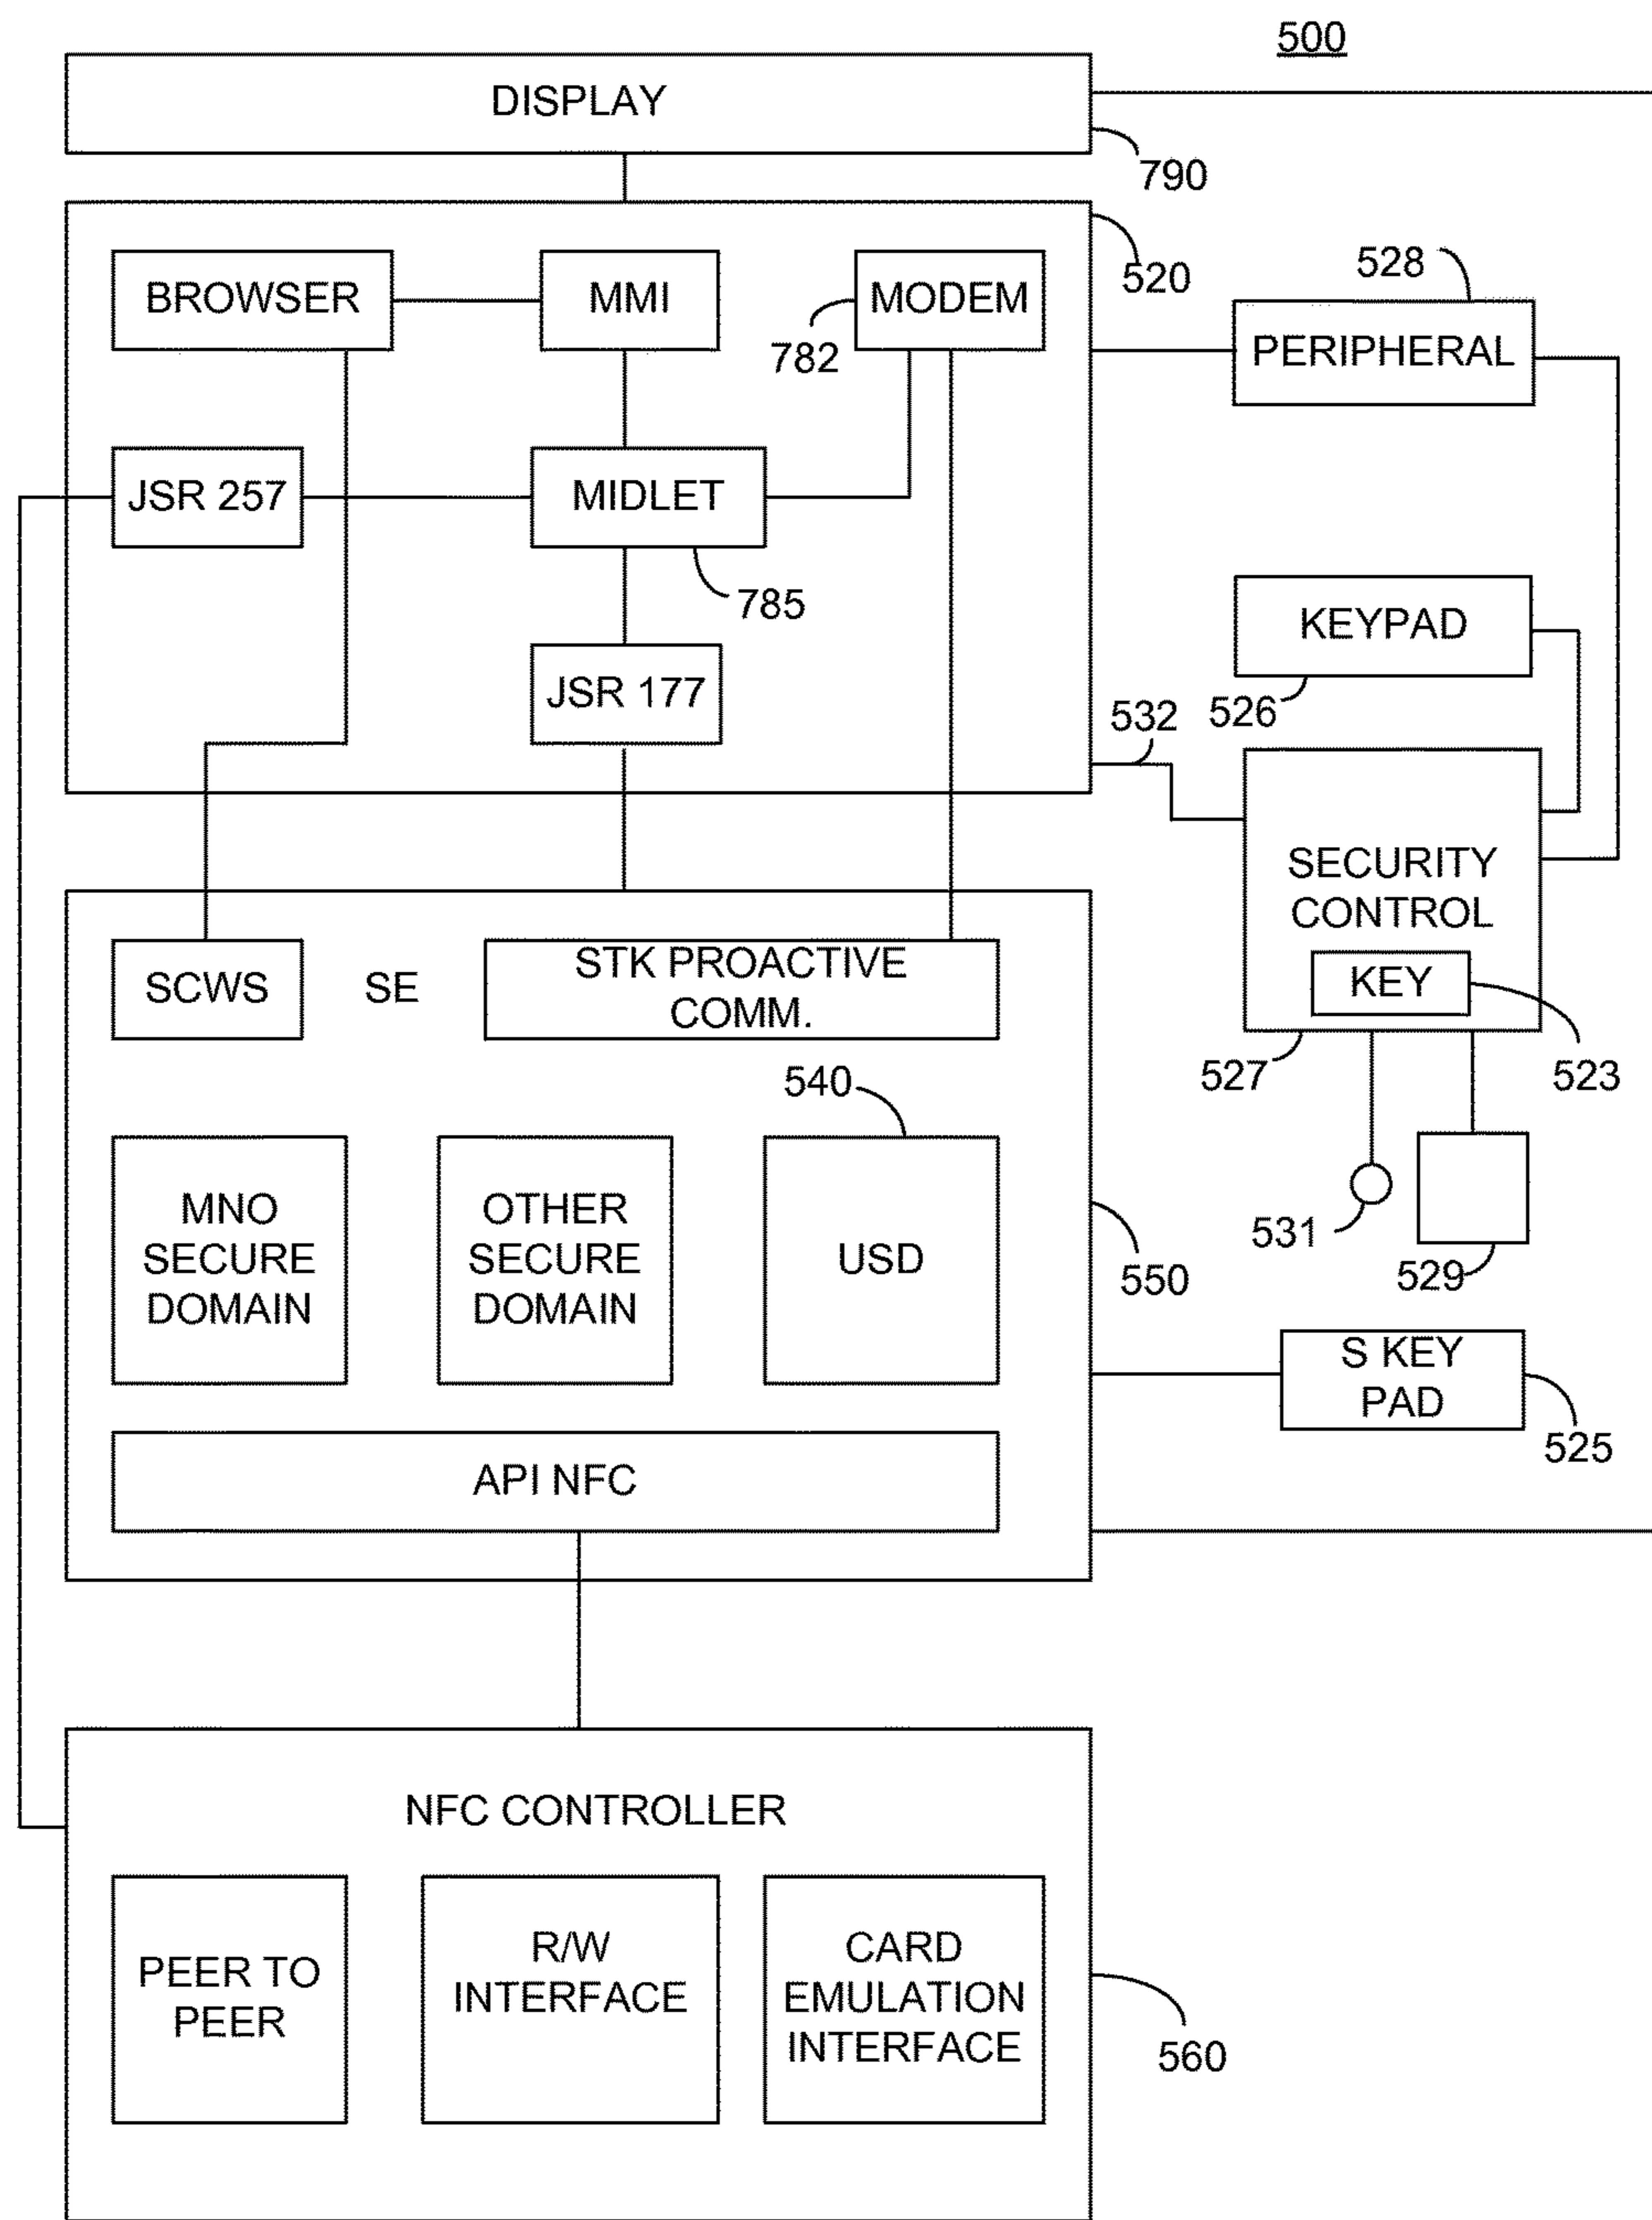 500
DISPLAY
790
BROWSER
MMI
MODEM
520
782
528
PERIPHERAL
JSR 257
MIDLET
785
KEYPAD
526
JSR 177
532
SECURITY
CONTROL
KEY
527
523
SCWS
SE
STK PROACTIVE
COMM.
540
MNO
SECURE
DOMAIN
OTHER
SECURE
DOMAIN
USD
550
531
529
S KEY
PAD
525
API NFC
NFC CONTROLLER
PEER TO
PEER
R/W
INTERFACE
CARD
EMULATION
INTERFACE
560